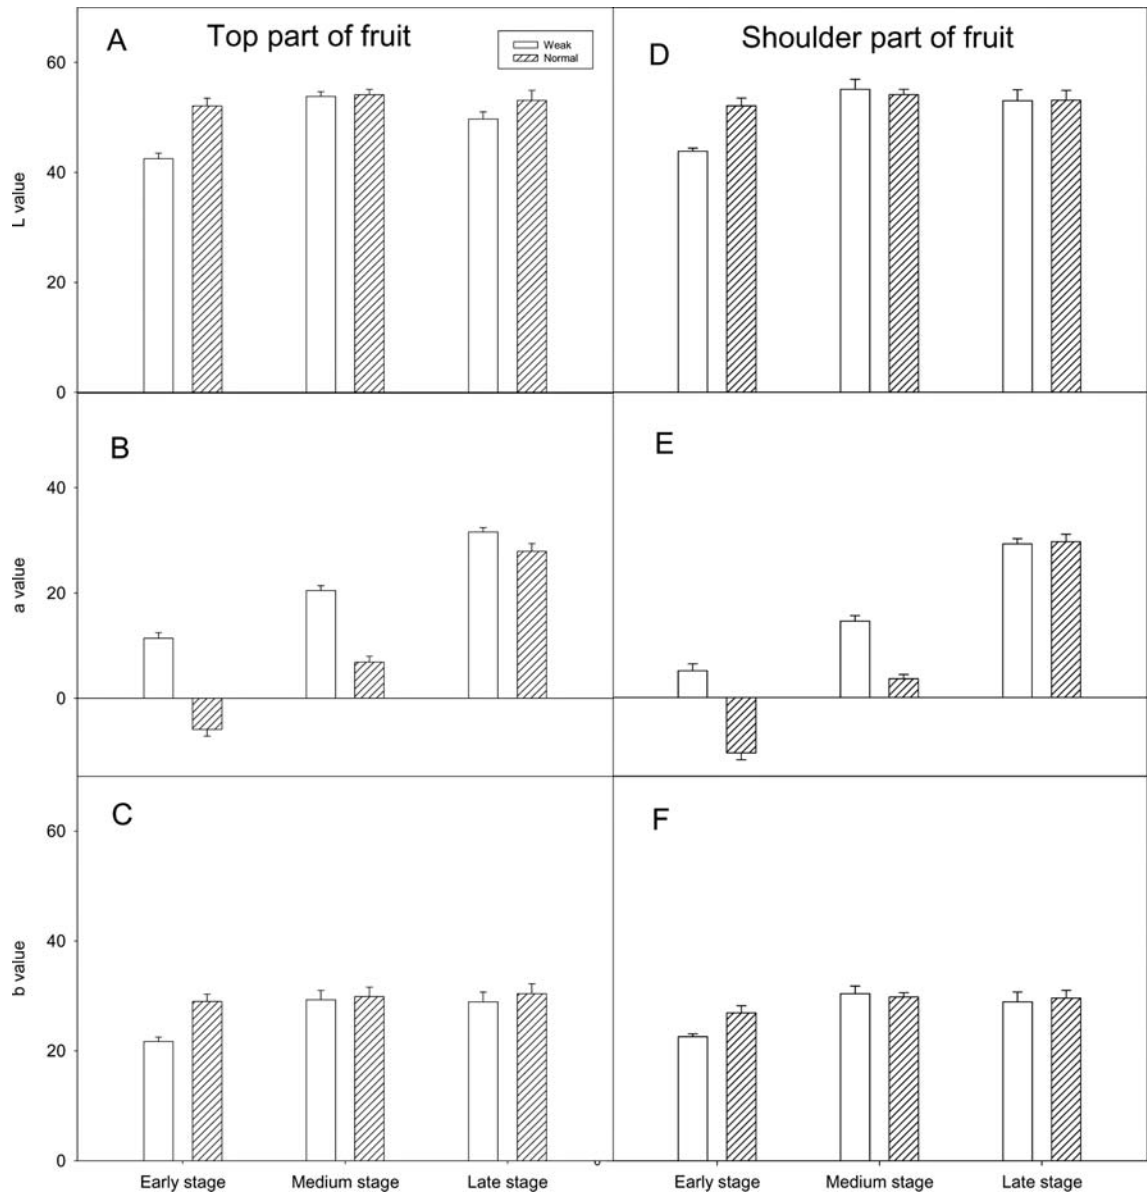 A
Top part of fruit
Weak
Normal
D
Shoulder part of fruit
60
40
20
0
L value
B
E
40
20
0
a value
C
F
60
40
20
0
b value
Early stage
Medium stage
Late stage
Early stage
Medium stage
Late stage